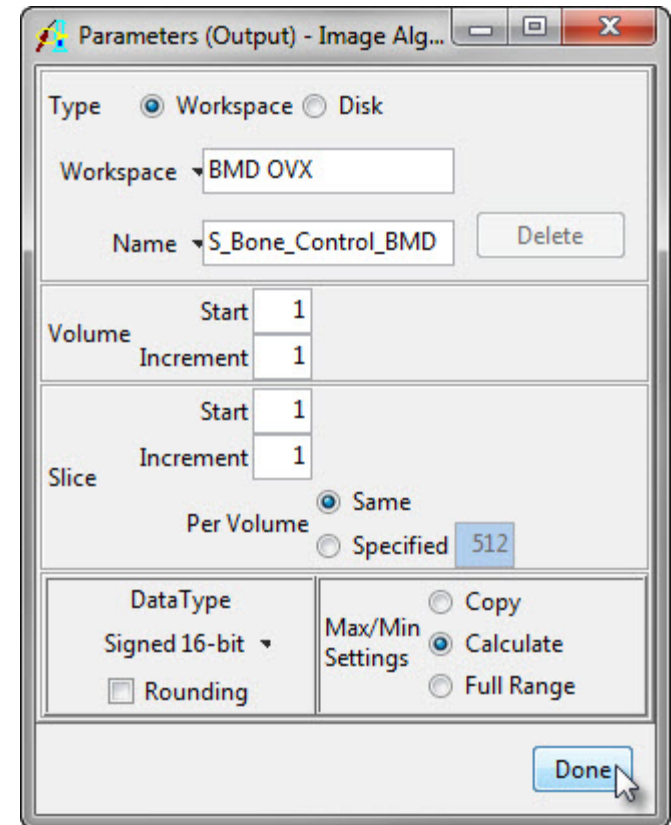 Parameters (Output) - Image Alg...
Type Workspace Disk
Workspace BMD OVX
Name S_Bone_Control_BMD Delete
Start 1
Volume
Increment 1
Start 1
Increment 1
Slice
Same
Per Volume
Specified 512
DataType
Signed 16-bit
Rounding
Max/Min
Settings
Copy
Calculate
Full Range
Done